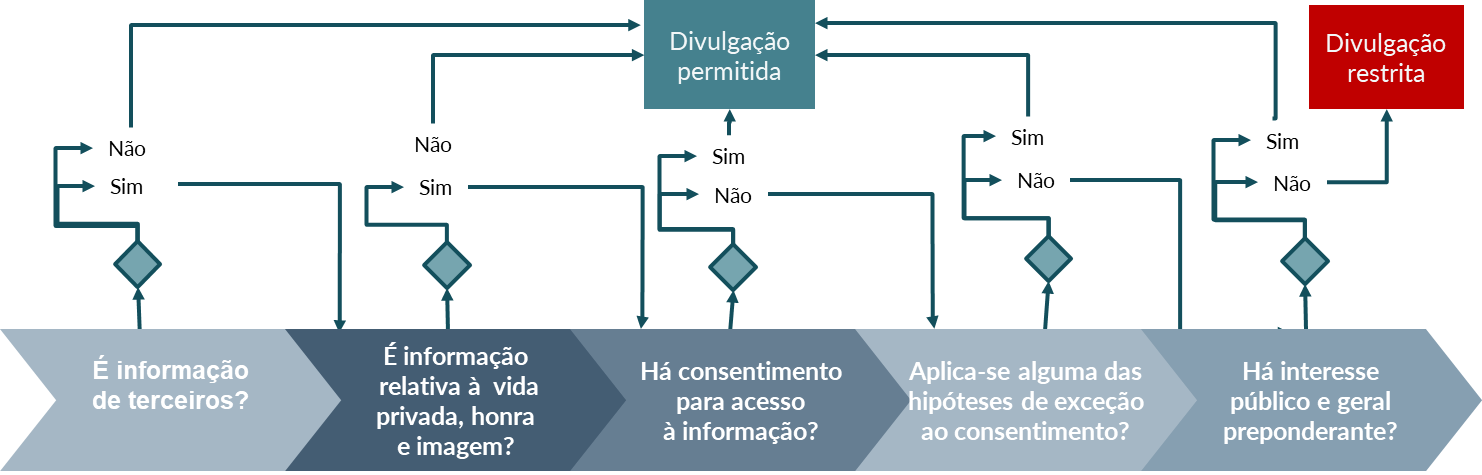 Divulgação
permitida
Divulgação
restrita
Não
Sim
Não
Sim
Sim
Não
Sim
Não
Sim
Não
É informação
de terceiros?
É informação
relativa à vida
privada, honra
e imagem?
Há consentimento
para acesso
à informação?
Aplica-se alguma das
hipóteses de exceção
ao consentimento?
Há interesse
público e geral
preponderante?